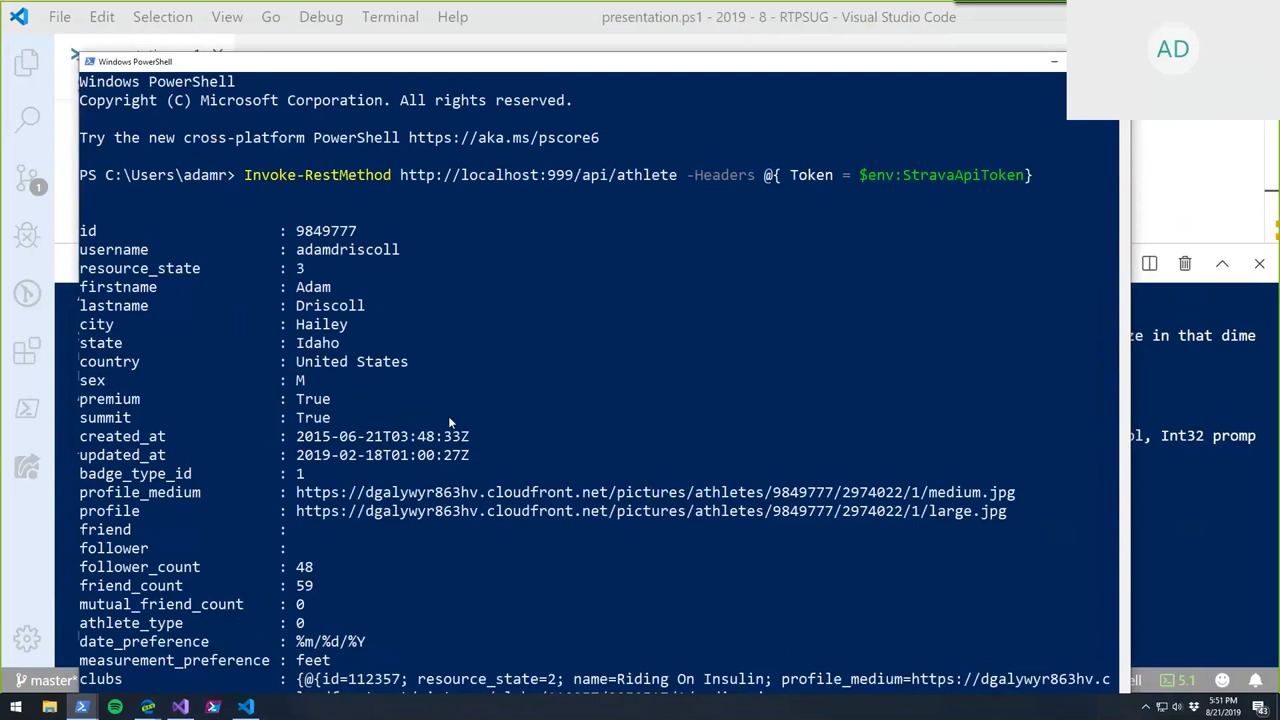 File Edit Selection View Go Debug Terminal Help presentation.ps1 - 2019 - 8 - RTPSUG - Visual Studio Code
AD
Windows PowerShell
Windows PowerShell
Copyright (C) Microsoft Corporation. All rights reserved.
Try the new cross-platform PowerShell https://aka.ms/pscore6
PS C:\Users\adamr> Invoke-RestMethod http://localhost:999/api/athlete -Headers @{ Token = $env:StravaApiToken}
1
id : 9849777
username : adamdriscoll
resource_state : 3
firstname : Adam
lastname : Driscoll
city : Hailey
ze in that dime
state : Idaho
country : United States
sex : M
premium : True
summit : True
created_at : 2015-06-21T03:48:33Z
ol, Int32 promp
updated_at : 2019-02-18T01:00:27Z
badge_type_id : 1
profile_medium : https://dgalywyr863hv.cloudfront.net/pictures/athletes/9849777/2974022/1/medium.jpg
profile : https://dgalywyr863hv.cloudfront.net/pictures/athletes/9849777/2974022/1/large.jpg
friend :
follower :
follower_count : 48
friend_count : 59
mutual_friend_count : 0
athlete_type : 0
date_preference : %m/%d/%Y
measurement_preference : feet
clubs : {@{id=112357; resource_state=2; name=Riding On Insulin; profile_medium=https://dgalywyr863hv.c
master* ell 5.1
5:51 PM
8/21/2019
43